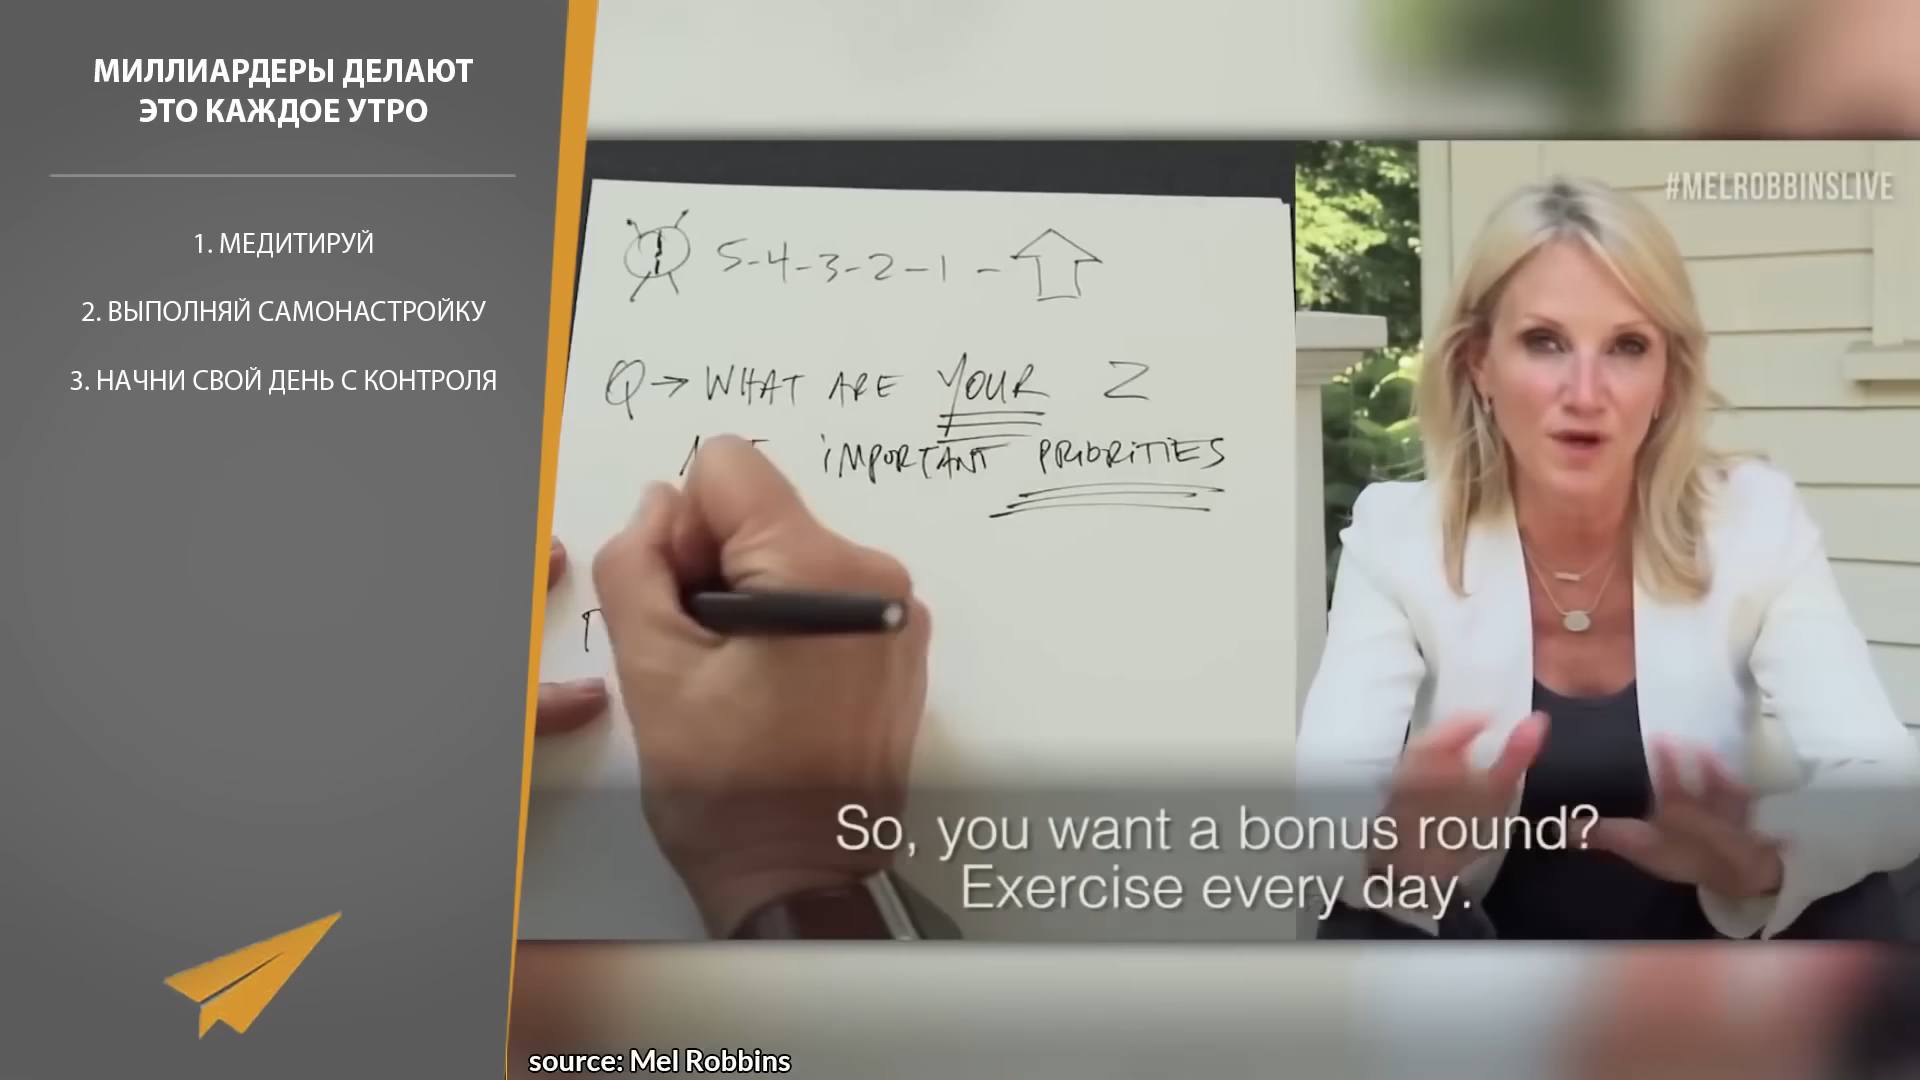 МИЛЛИАРДЕРЫ ДЕЛАЮТ
ЭТО КАЖДОЕ УТРО
1. МЕДИТИРУЙ
2. ВЫПОЛНЯЙ САМОНАСТРОЙКУ
3. НАЧНИ СВОЙ ДЕНЬ С КОНТРОЛЯ
#MELROBBINSLIVE
5-4-3-2-1-
Q → WHAT ARE YOUR 2
IMPORTANT PRIORITIES
So, you want a bonus round?
Exercise every day.
source: Mel Robbins